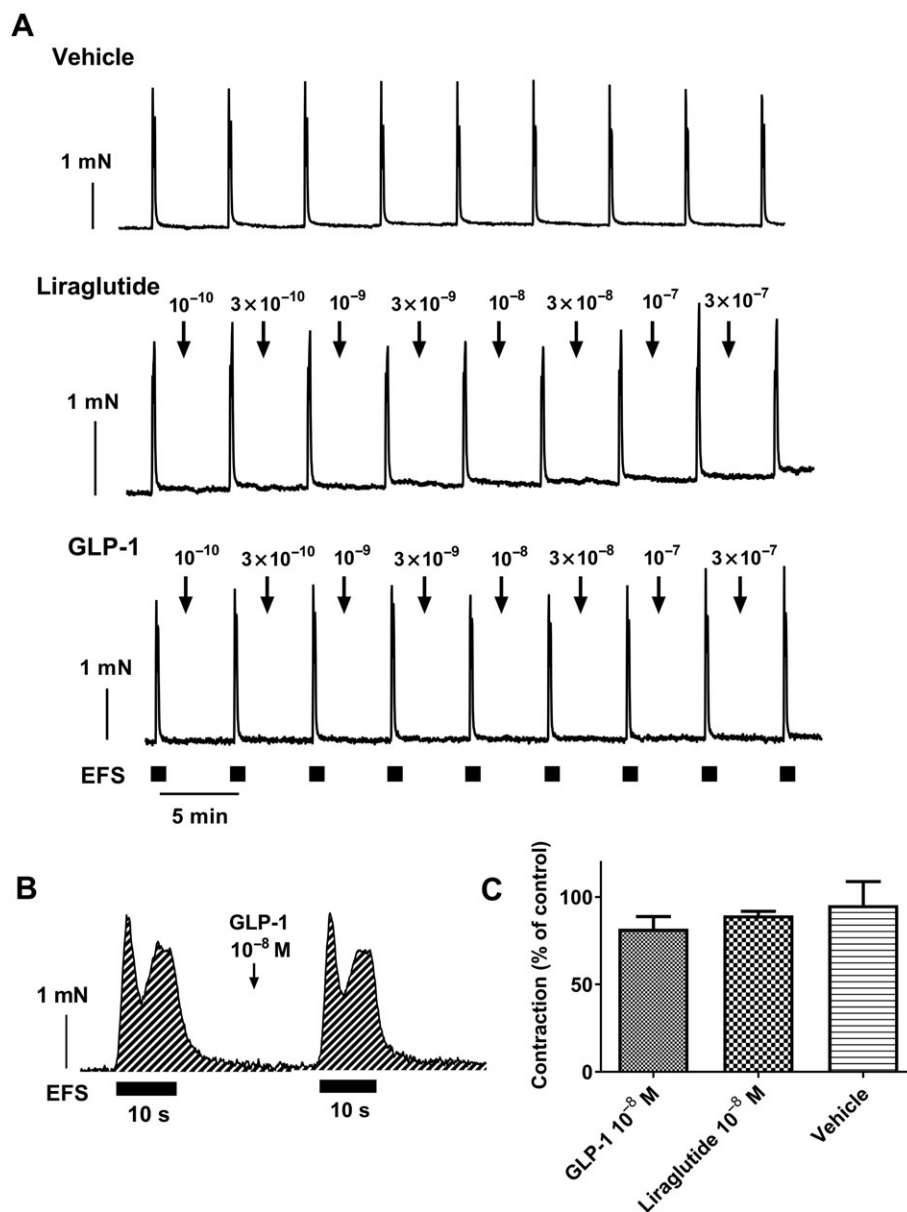 A
Vehicle
1 mN
Liraglutide
10⁻¹⁰ 3×10⁻¹⁰ 10⁻⁹ 3×10⁻⁹ 10⁻⁸ 3×10⁻⁸ 10⁻⁷ 3×10⁻⁷
1 mN
GLP-1
10⁻¹⁰ 3×10⁻¹⁰ 10⁻⁹ 3×10⁻⁹ 10⁻⁸ 3×10⁻⁸ 10⁻⁷ 3×10⁻⁷
1 mN
EFS
5 min
B
GLP-1
10⁻⁸ M
1 mN
EFS
10 s 10 s
C
Contraction (% of control)
100
50
0
GLP-1 10⁻⁸ M
Liraglutide 10⁻⁸ M
Vehicle